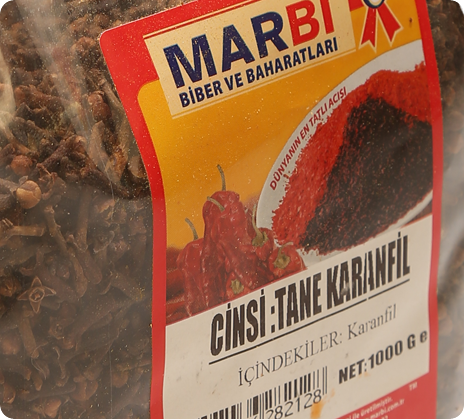 MARBİ
BİBER VE BAHARATLARI
DÜNYANIN EN TATLI ACISI
CİNSİ :TANE KARANFİL
İÇİNDEKİLER: Karanfil
NET:1000 G e
282128
TM